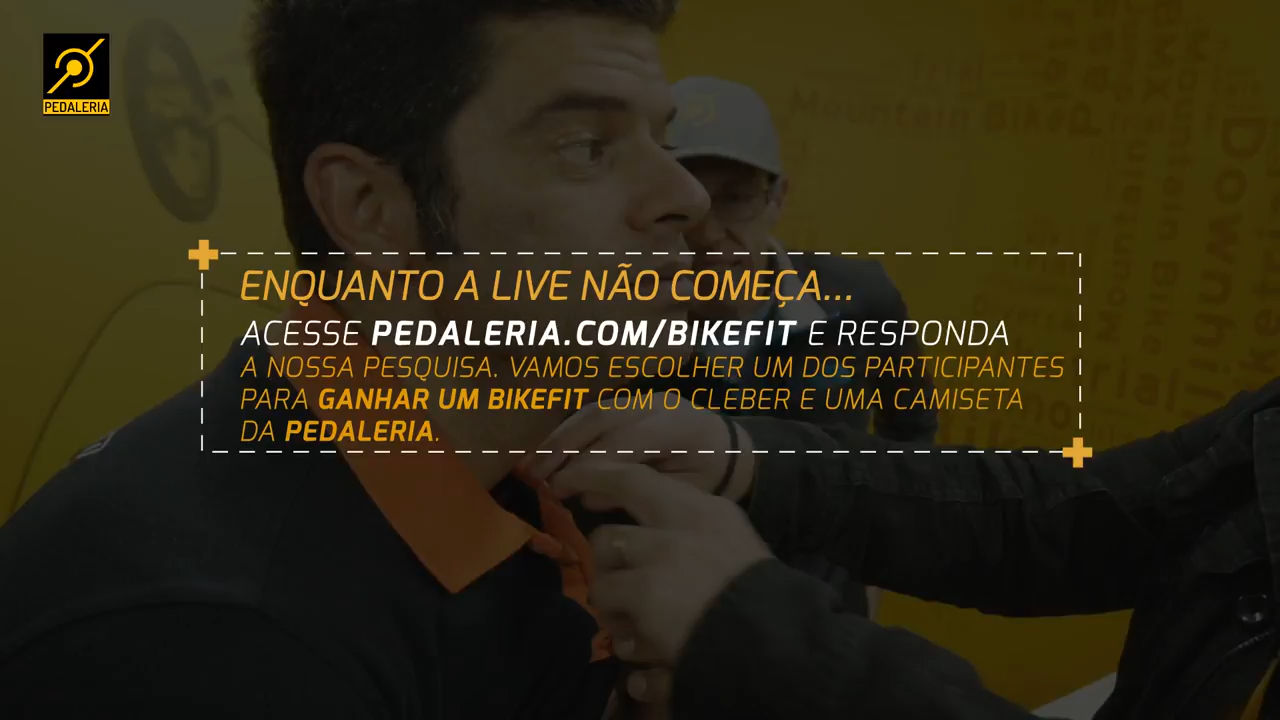 PEDALERIA
ENQUANTO A LIVE NÃO COMEÇA...
ACESSE PEDALERIA.COM/BIKEFIT E RESPONDA
A NOSSA PESQUISA. VAMOS ESCOLHER UM DOS PARTICIPANTES
PARA GANHAR UM BIKEFIT COM O CLEBER E UMA CAMISETA
DA PEDALERIA.
Mountain Bike
Downhill